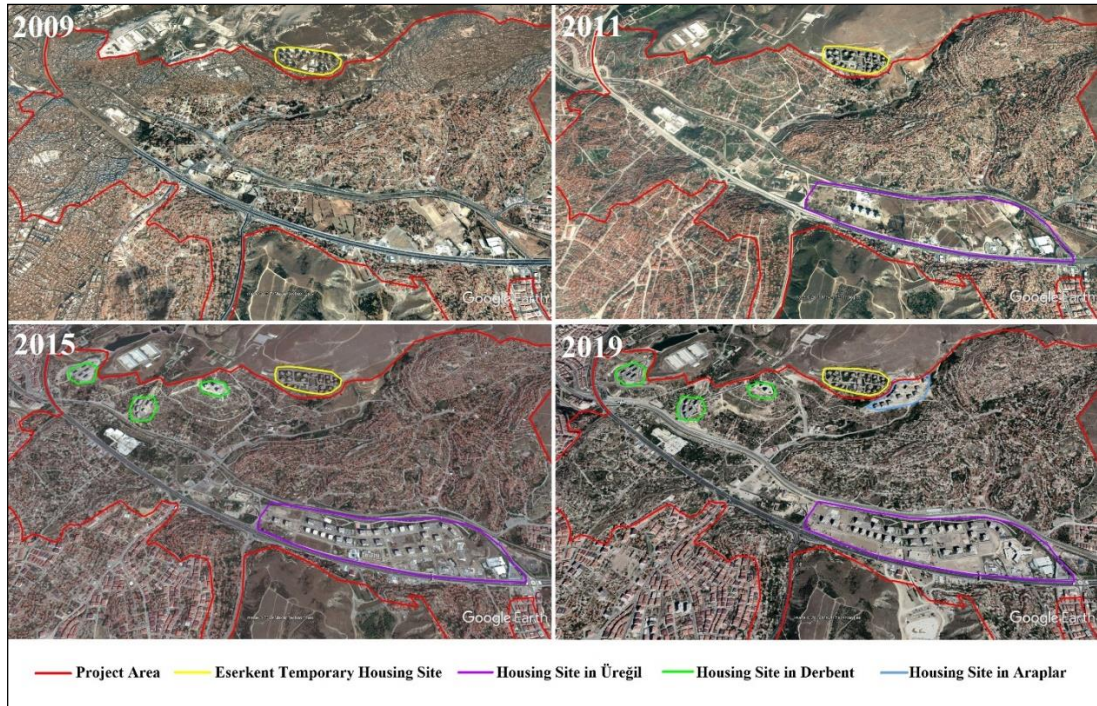 2009
2011
Google Earth
Google Earth
2015
2019
Google Earth
Google Earth
Project Area
Eserkent Temporary Housing Site
Housing Site in Üreğil
Housing Site in Derbent
Housing Site in Araplar